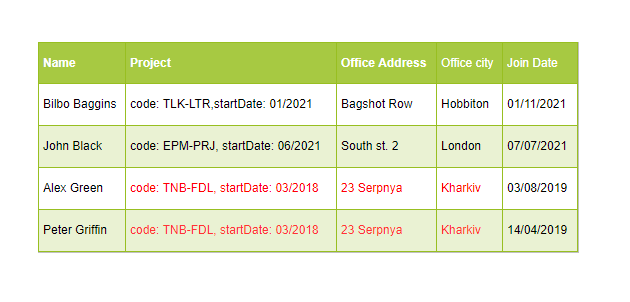 Name Project Office Address Office city Join Date
Bilbo Baggins code: TLK-LTR,startDate: 01/2021 Bagshot Row Hobbiton 01/11/2021
John Black code: EPM-PRJ, startDate: 06/2021 South st. 2 London 07/07/2021
Alex Green code: TNB-FDL, startDate: 03/2018 23 Serpnya Kharkiv 03/08/2019
Peter Griffin code: TNB-FDL, startDate: 03/2018 23 Serpnya Kharkiv 14/04/2019